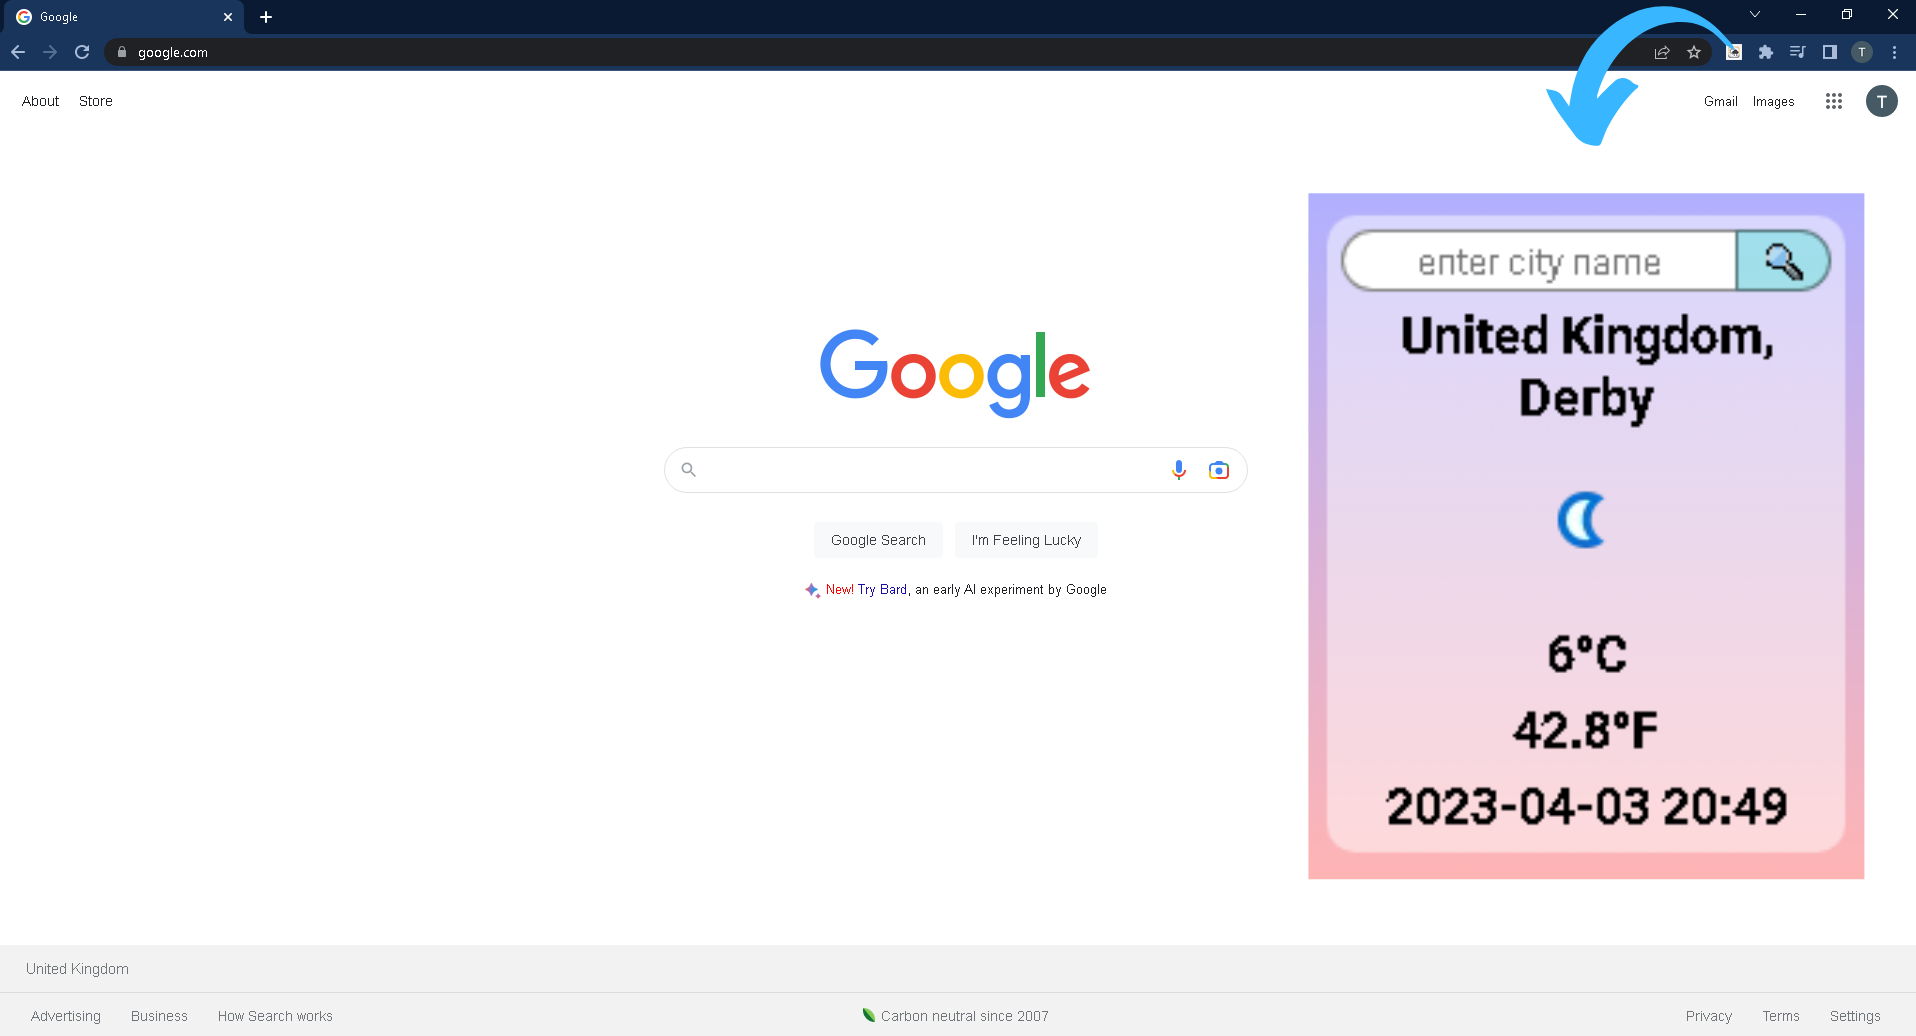 Google
google.com
T
About Store
Gmail Images
T
enter city name
United Kingdom,
Derby
Google
6°C
Google Search
I'm Feeling Lucky
New! Try Bard, an early AI experiment by Google
42.8°F
2023-04-03 20:49
United Kingdom
Advertising Business How Search works
Carbon neutral since 2007
Privacy Terms Settings